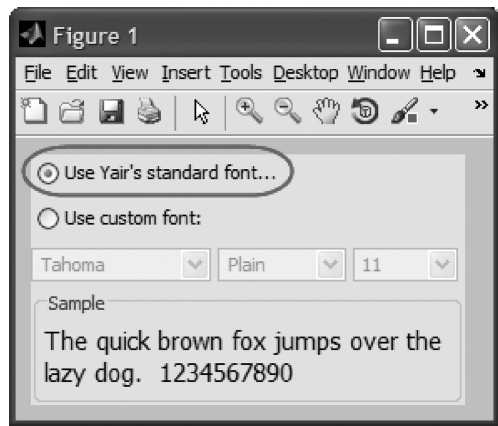 Figure 1
File Edit View Insert Tools Desktop Window Help
Use Yair's standard font...
Use custom font:
Tahoma Plain 11
Sample
The quick brown fox jumps over the
lazy dog. 1234567890